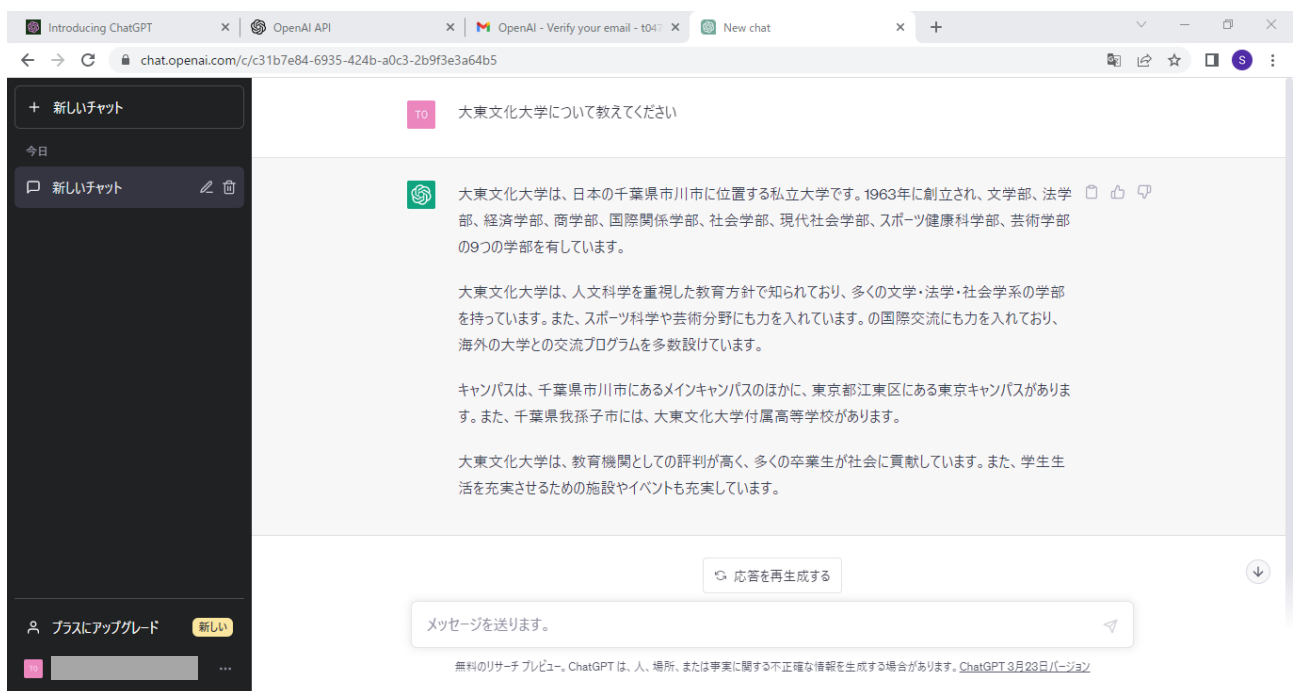 Introducing ChatGPT
OpenAI API
OpenAI - Verify your email - t047
New chat
chat.openai.com/c/c31b7e84-6935-424b-a0c3-2b9f3e3a64b5
S
+ 新しいチャット
今日
新しいチャット
TO 大東文化大学について教えてください
大東文化大学は、日本の千葉県市川市に位置する私立大学です。1963年に創立され、文学部、法学
部、経済学部、商学部、国際関係学部、社会学部、現代社会学部、スポーツ健康科学部、芸術学部
の9つの学部を有しています。
大東文化大学は、人文科学を重視した教育方針で知られており、多くの文学・法学・社会学系の学部
を持っています。また、スポーツ科学や芸術分野にも力を入れています。の国際交流にも力を入れており、
海外の大学との交流プログラムを多数設けています。
キャンパスは、千葉県市川市にあるメインキャンパスのほかに、東京都江東区にある東京キャンパスがありま
す。また、千葉県我孫子市には、大東文化大学付属高等学校があります。
大東文化大学は、教育機関としての評判が高く、多くの卒業生が社会に貢献しています。また、学生生
活を充実させるための施設やイベントも充実しています。
応答を再生成する
メッセージを送ります。
無料のリサーチ プレビュー。ChatGPT は、人、場所、または事実に関する不正確な情報を生成する場合があります。ChatGPT 3月23日バージョン
プラスにアップグレード 新しい
TO